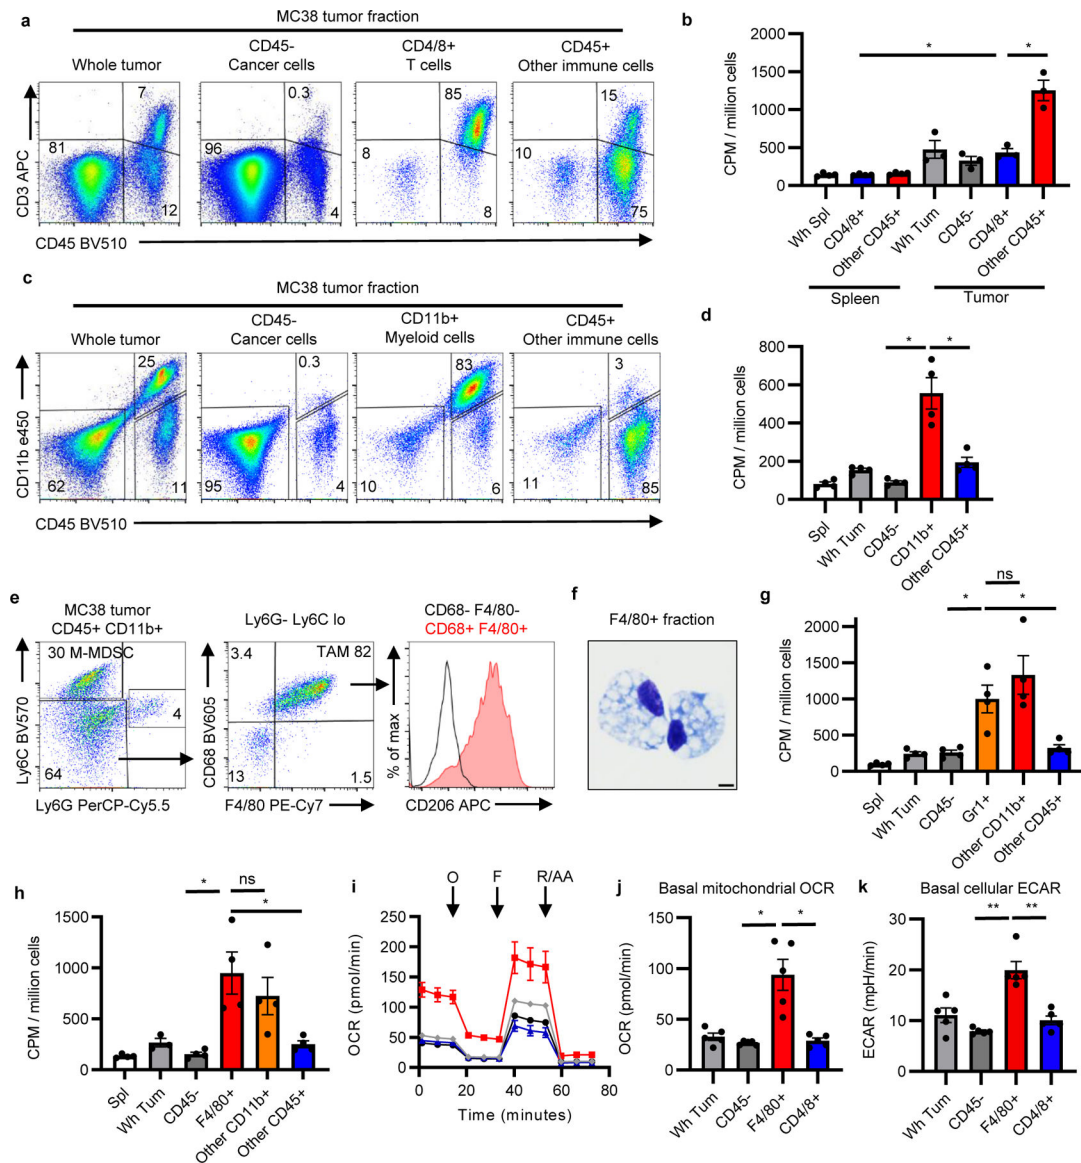 a
MC38 tumor fraction
Whole tumor
CD45-
Cancer cells
CD4/8+
T cells
CD45+
Other immune cells
7
0.3
85
15
81
96
8
10
12
4
8
75
CD3 APC
CD45 BV510
b
2000
1500
1000
500
0
CPM / million cells
*
*
Wh Spl
CD4/8+
Other CD45+
Wh Tum
CD45-
CD4/8+
Other CD45+
Spleen
Tumor
c
MC38 tumor fraction
Whole tumor
CD45-
Cancer cells
CD11b+
Myeloid cells
CD45+
Other immune cells
25
0.3
83
3
62
11
95
4
10
6
11
85
CD11b e450
CD45 BV510
d
800
600
400
200
0
CPM / million cells
*
*
Spl
Wh Tum
CD45-
CD11b+
Other CD45+
e
MC38 tumor
CD45+ CD11b+
30 M-MDSC
4
64
Ly6C BV570
Ly6G PerCP-Cy5.5
Ly6G- Ly6C lo
3.4
TAM 82
13
1.5
CD68 BV605
F4/80 PE-Cy7
CD68- F4/80-
CD68+ F4/80+
% of max
CD206 APC
f
F4/80+ fraction
g
ns
*
*
2000
1500
1000
500
0
CPM / million cells
Spl
Wh Tum
CD45-
Gr1+
Other CD11b+
Other CD45+
h
*
ns
*
1500
1000
500
0
CPM / million cells
Spl
Wh Tum
CD45-
F4/80+
Other CD11b+
Other CD45+
i
O
F
R/AA
250
200
150
100
50
0
OCR (pmol/min)
0
20
40
60
80
Time (minutes)
j
Basal mitochondrial OCR
*
*
150
100
50
0
OCR (pmol/min)
Wh Tum
CD45-
F4/80+
CD4/8+
k
Basal cellular ECAR
**
**
30
20
10
0
ECAR (mpH/min)
Wh Tum
CD45-
F4/80+
CD4/8+